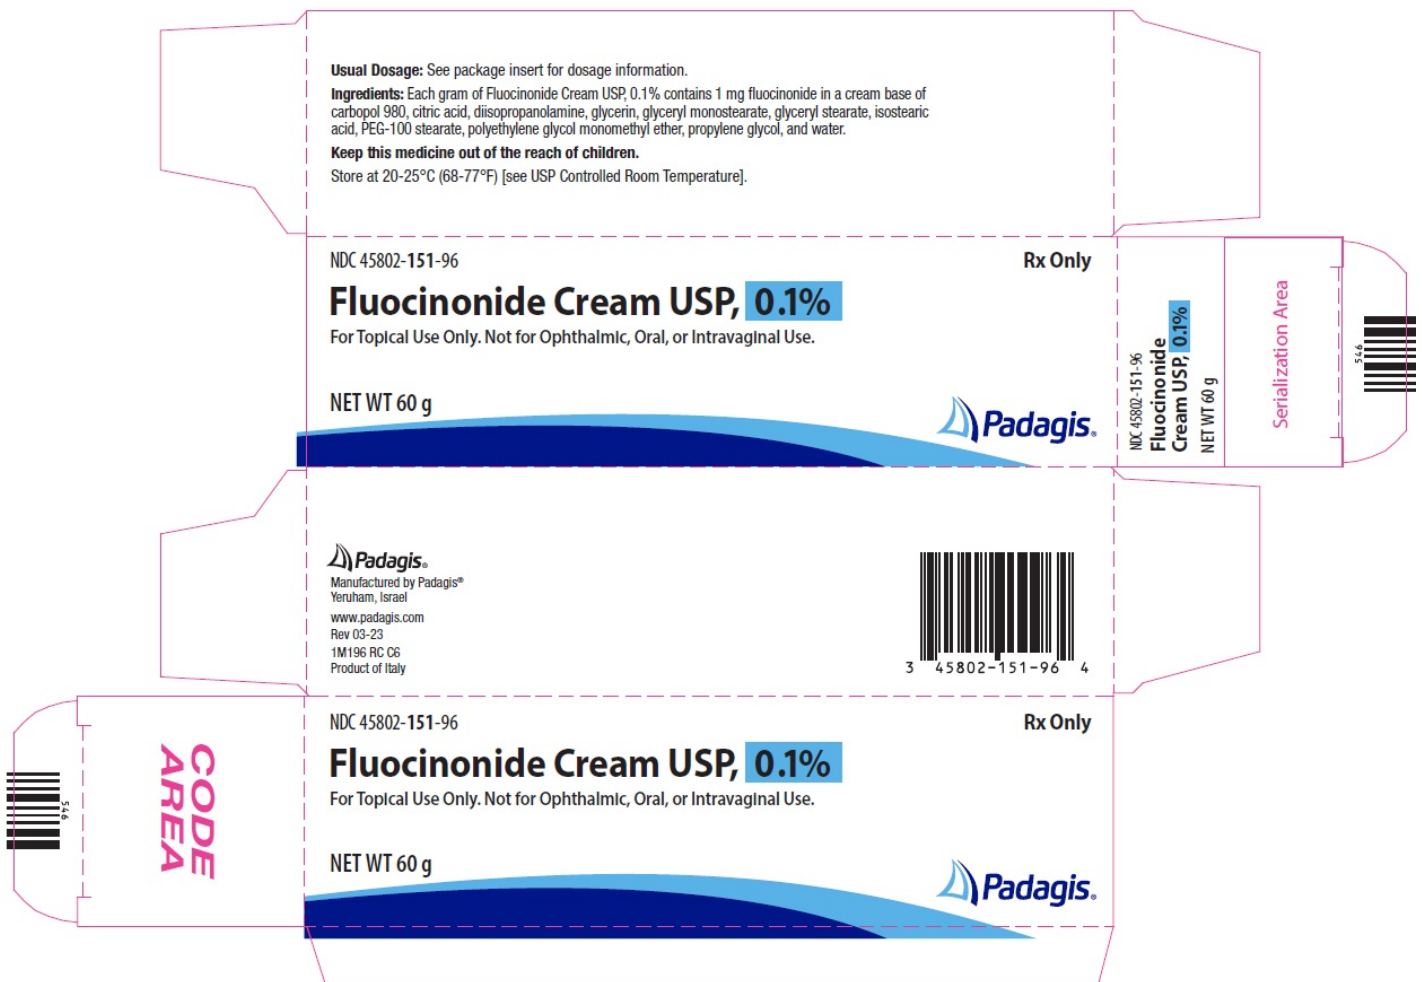 Usual Dosage: See package insert for dosage information.
Ingredients: Each gram of Fluocinonide Cream USP, 0.1% contains 1 mg fluocinonide in a cream base of
carbopol 980, citric acid, diisopropanolamine, glycerin, glyceryl monostearate, glyceryl stearate, isostearic
acid, PEG-100 stearate, polyethylene glycol monomethyl ether, propylene glycol, and water.
Keep this medicine out of the reach of children.
Store at 20-25°C (68-77°F) [see USP Controlled Room Temperature].
NDC 45802-151-96
Rx Only
Fluocinonide Cream USP, 0.1%
For Topical Use Only. Not for Ophthalmic, Oral, or Intravaginal Use.
NET WT 60 g
Padagis®
NDC 45802-151-96
Fluocinonide
Cream USP, 0.1%
NET WT 60 g
Serialization Area
546
Padagis®
Manufactured by Padagis®
Yeruham, Israel
www.padagis.com
Rev 03-23
1M196 RC C6
Product of Italy
3 45802-151-96 4
546
CODE
AREA
NDC 45802-151-96
Rx Only
Fluocinonide Cream USP, 0.1%
For Topical Use Only. Not for Ophthalmic, Oral, or Intravaginal Use.
NET WT 60 g
Padagis®